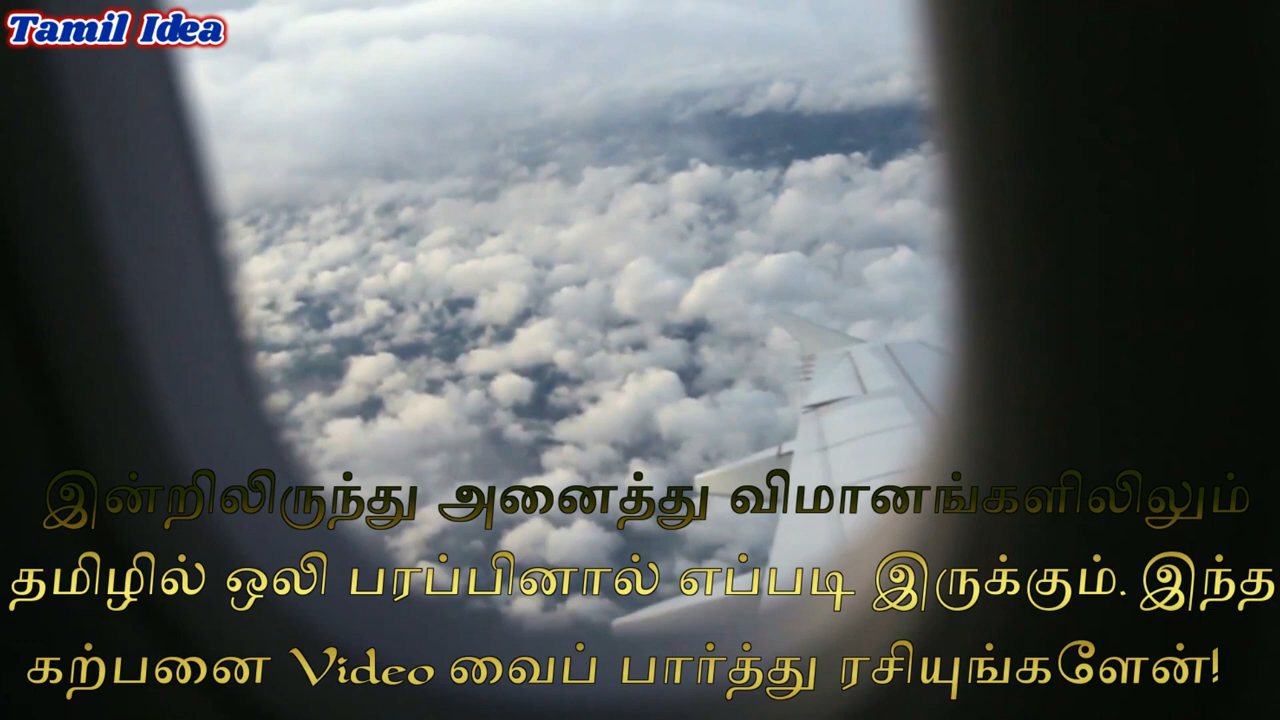 Tamil Idea
இன்றிலிருந்து அனைத்து விமானங்களிலிலும்
தமிழில் ஒலி பரப்பினால் எப்படி இருக்கும். இந்த
கற்பனை Video வைப் பார்த்து ரசியுங்களேன்!